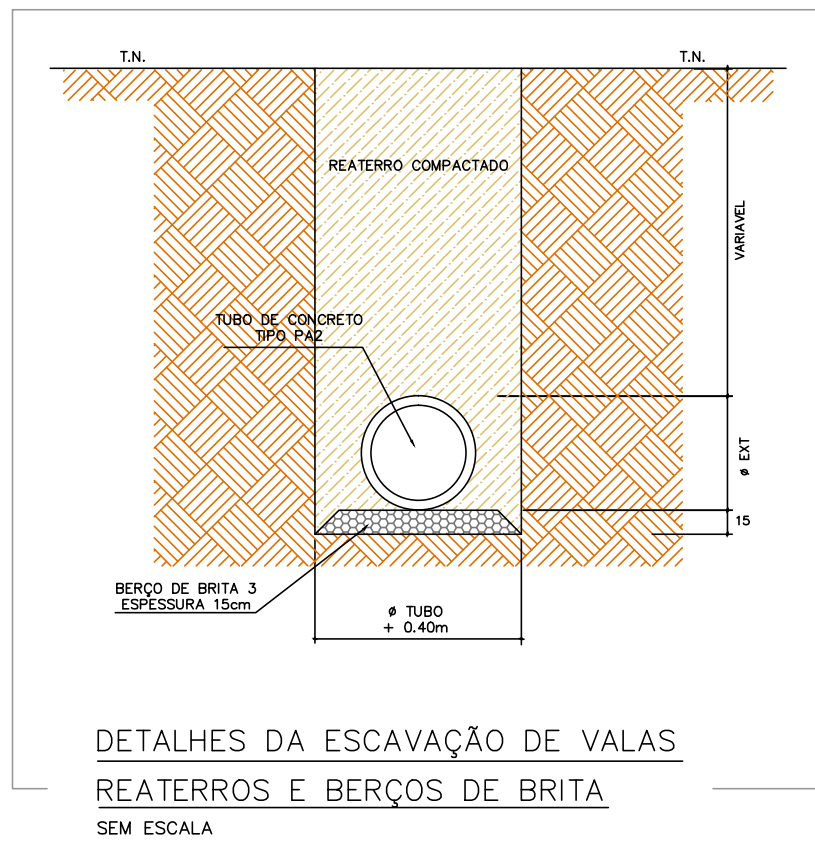 T.N.
T.N.
REATERRO COMPACTADO
VARIAVEL
TUBO DE CONCRETO
TIPO PA2
ø EXT
15
BERÇO DE BRITA 3
ESPESSURA 15cm
ø TUBO
+ 0.40m
DETALHES DA ESCAVAÇÃO DE VALAS
REATERROS E BERÇOS DE BRITA
SEM ESCALA